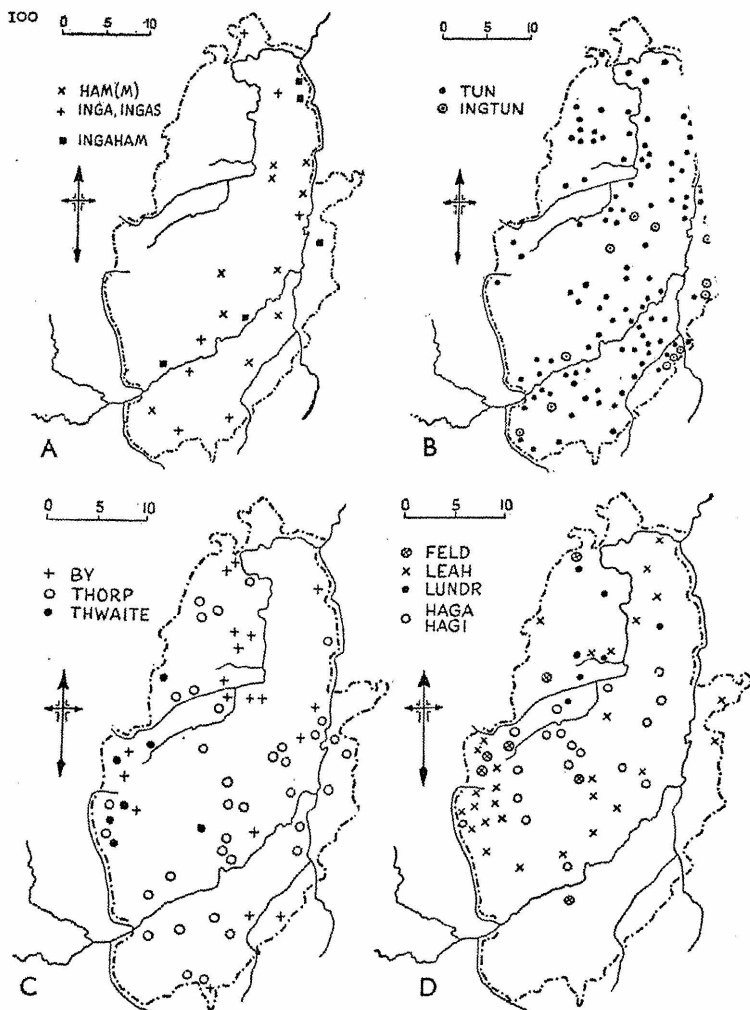 100
0 5 10
× HAM(M)
+ INGA, INGAS
■ INGAHAM
A
0 5 10
• TUN
⊙ INGTUN
B
0 5 10
+ BY
○ THORP
● THWAITE
C
0 5 10
⊗ FELD
× LEAH
• LUNDR
○ HAGA
HAGI
D